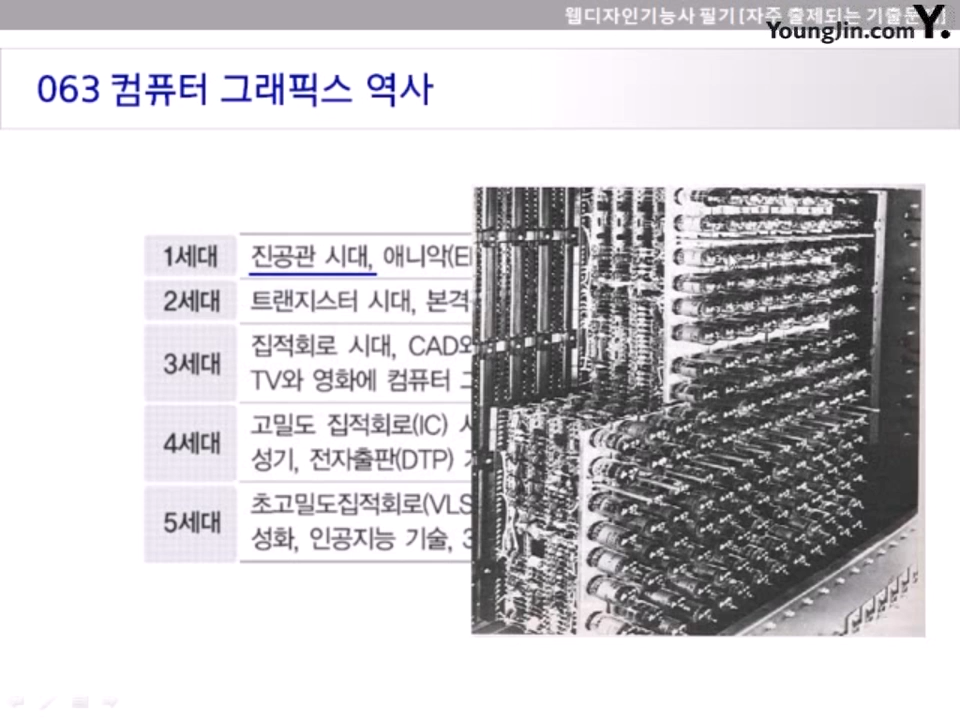 웹디자인기능사 필기 [자주 출제되는 기출문제]
YoungJin.com Y.
063 컴퓨터 그래픽스 역사
1세대 진공관 시대, 애니악(E
2세대 트랜지스터 시대, 본격
3세대 집적회로 시대, CAD와
TV와 영화에 컴퓨터 그
4세대 고밀도 집적회로(IC) 시
성기, 전자출판(DTP)
5세대 초고밀도집적회로(VLS
성화, 인공지능 기술, 3